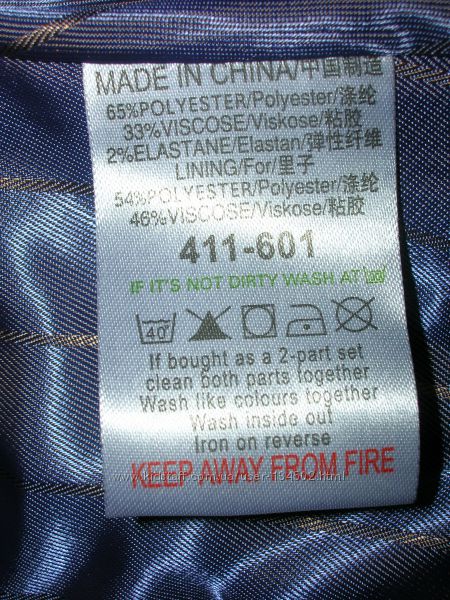 MADE IN CHINA/中国制造
65%POLYESTER/Polyester/涤纶
33%VISCOSE/Viskose/粘胶
2%ELASTANE/Elastan/弹性纤维
LINING/For/里子
54%POLYESTER/Polyester/涤纶
46%VISCOSE/Viskose/粘胶
411-601
IF IT'S NOT DIRTY WASH AT
40°
If bought as a 2-part set
clean both parts together
Wash like colours together
Wash inside out
Iron on reverse
KEEP AWAY FROM FIRE